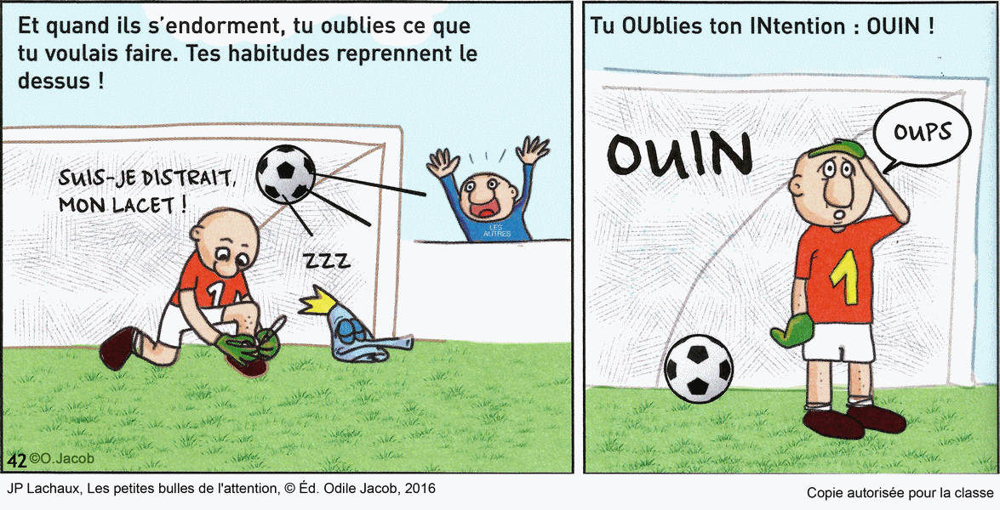 Et quand ils s'endorment, tu oublies ce que
tu voulais faire. Tes habitudes reprennent le
dessus !
SUIS-JE DISTRAIT,
MON LACET !
LES
AUTRES
ZZZ
1
42 ©O.Jacob
Tu OUblies ton INtention : OUIN !
OUIN
OUPS
1
JP Lachaux, Les petites bulles de l'attention, © Éd. Odile Jacob, 2016
Copie autorisée pour la classe